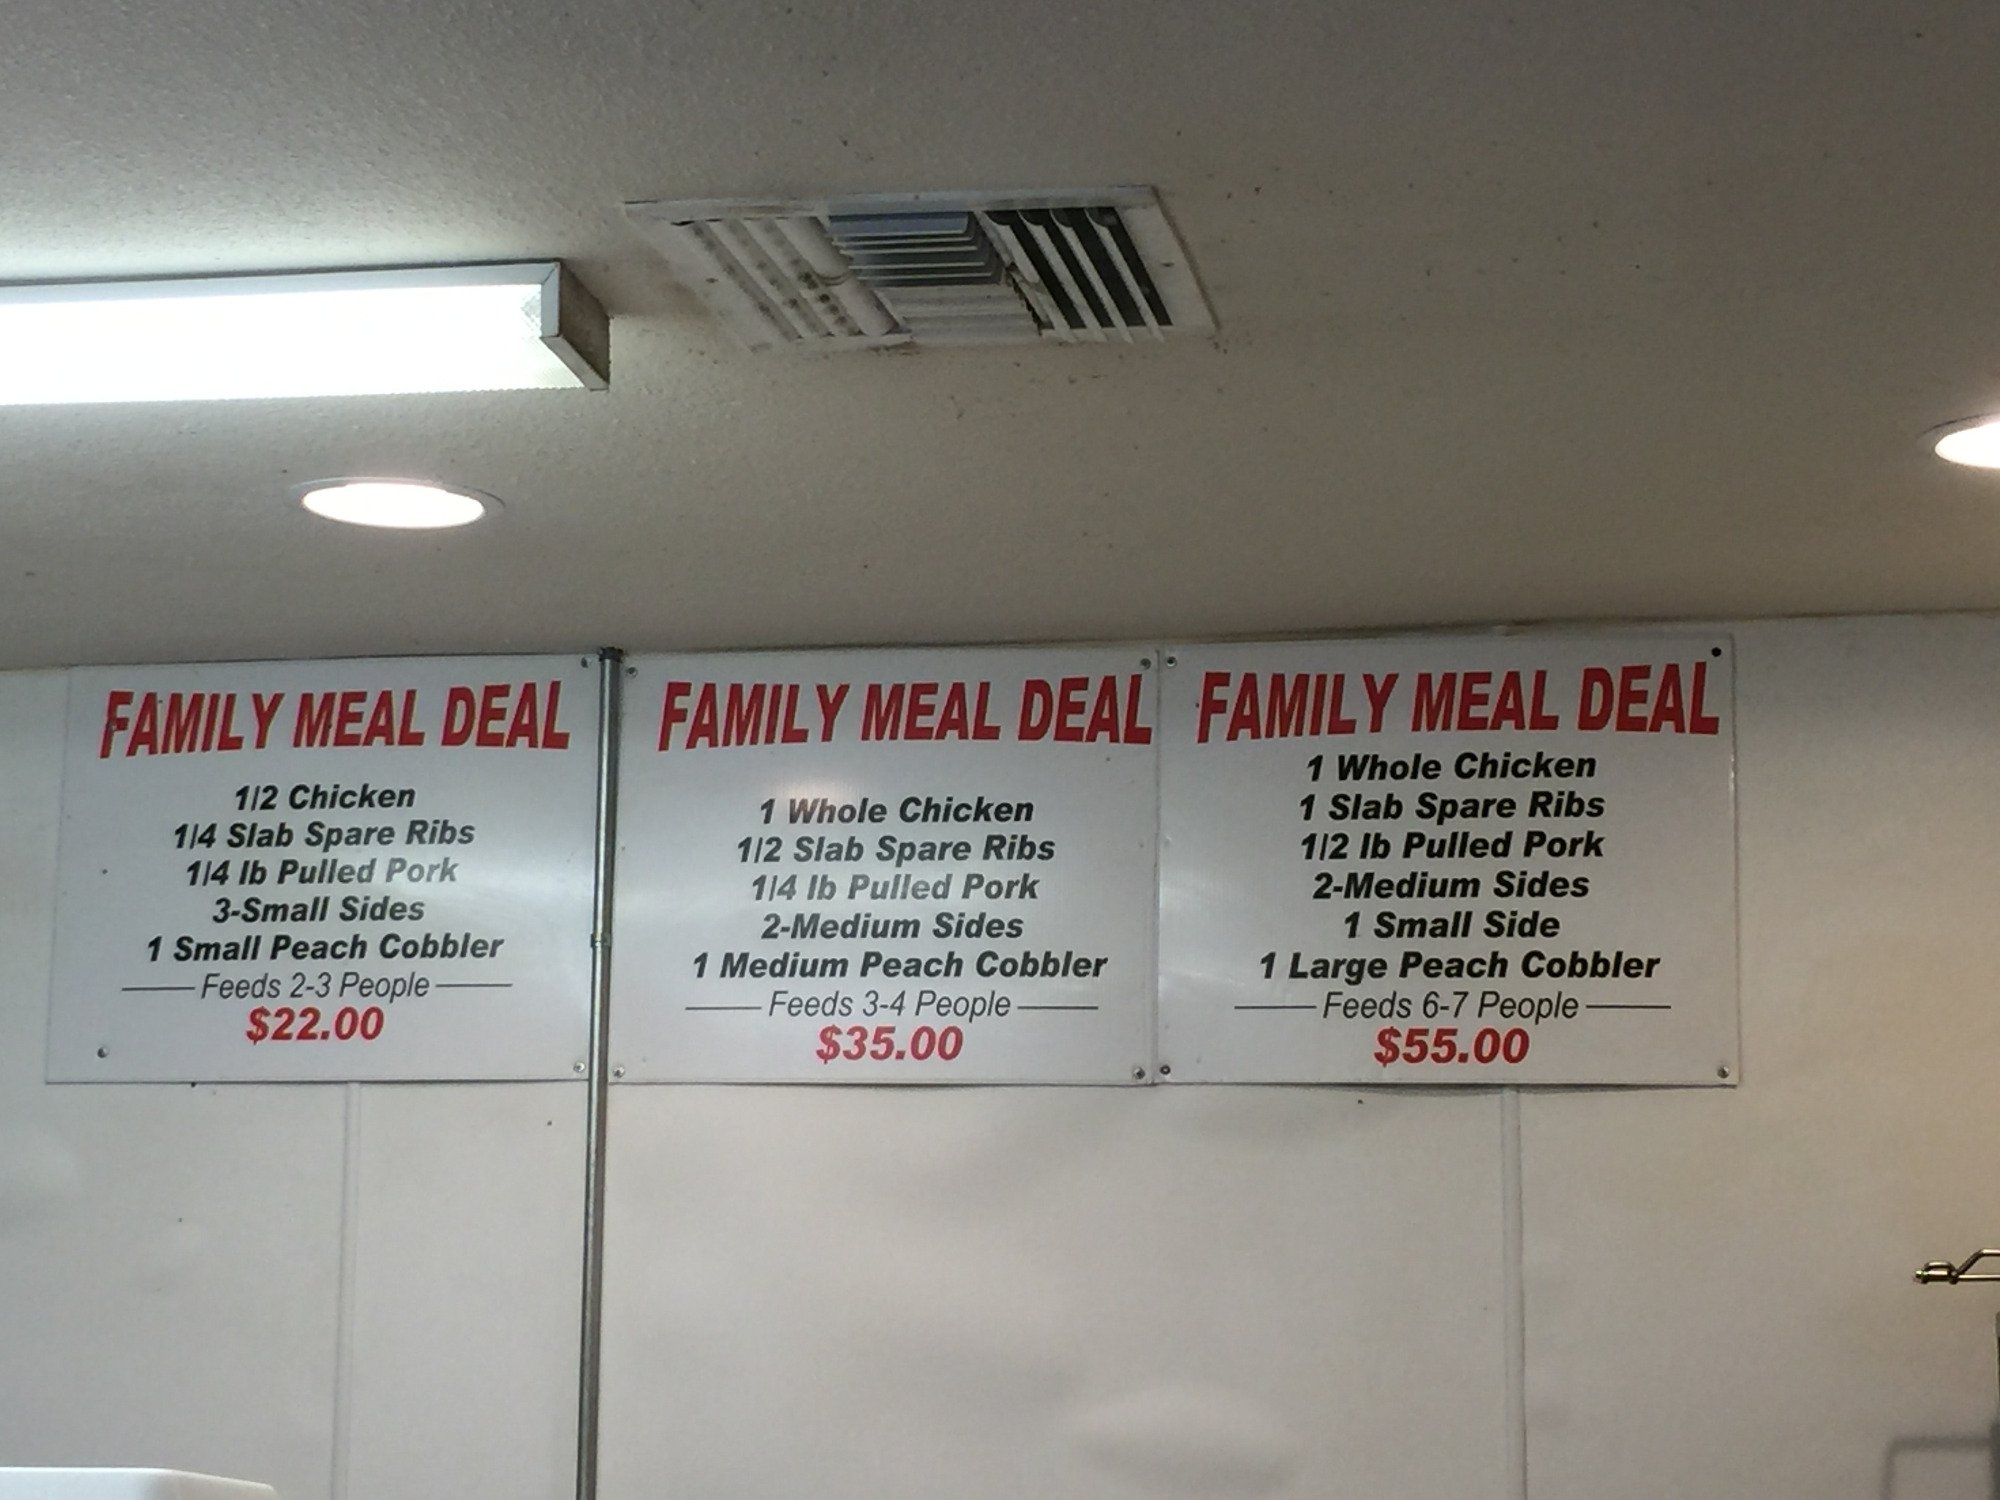 FAMILY MEAL DEAL
1/2 Chicken
1/4 Slab Spare Ribs
1/4 lb Pulled Pork
3-Small Sides
1 Small Peach Cobbler
Feeds 2-3 People
$22.00
FAMILY MEAL DEAL
1 Whole Chicken
1/2 Slab Spare Ribs
1/4 lb Pulled Pork
2-Medium Sides
1 Medium Peach Cobbler
Feeds 3-4 People
$35.00
FAMILY MEAL DEAL
1 Whole Chicken
1 Slab Spare Ribs
1/2 lb Pulled Pork
2-Medium Sides
1 Small Side
1 Large Peach Cobbler
Feeds 6-7 People
$55.00